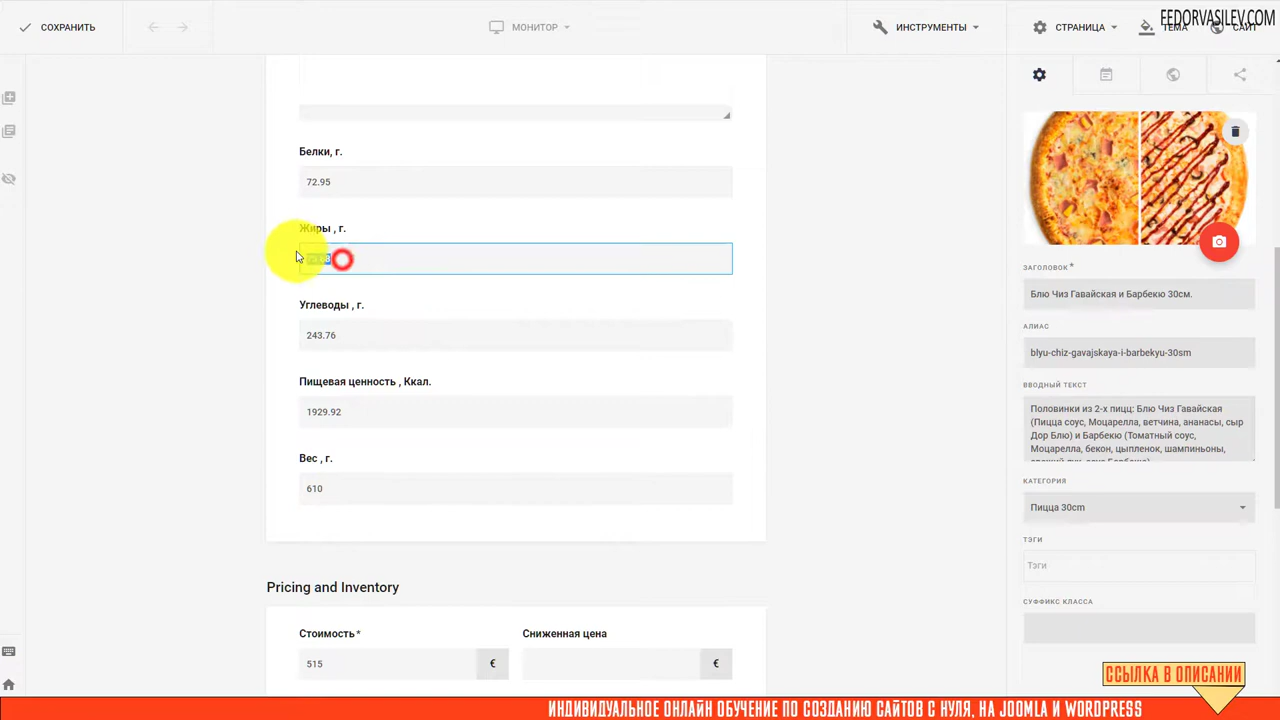 FEDORVASILEV.COM
СОХРАНИТЬ
МОНИТОР
ИНСТРУМЕНТЫ
СТРАНИЦА
ТЕМА
САЙТ
Белки, г.
72.95
Жиры , г.
Углеводы , г.
243.76
Пищевая ценность , Ккал.
1929.92
Вес , г.
610
Pricing and Inventory
Стоимость *
Сниженная цена
515
€
€
ЗАГОЛОВОК *
Блю Чиз Гавайская и Барбекю 30см.
АЛИАС
blyu-chiz-gavajskaya-i-barbekyu-30sm
ВВОДНЫЙ ТЕКСТ
Половинки из 2-х пицц: Блю Чиз Гавайская
(Пицца соус, Моцарелла, ветчина, ананасы, сыр
Дор Блю) и Барбекю (Томатный соус,
Моцарелла, бекон, цыпленок, шампиньоны,
КАТЕГОРИЯ
Пицца 30cm
ТЭГИ
Тэги
СУФФИКС КЛАССА
ССЫЛКА В ОПИСАНИИ
ИНДИВИДУАЛЬНОЕ ОНЛАЙН ОБУЧЕНИЕ ПО СОЗДАНИЮ САЙТОВ С НУЛЯ, НА JOOMLA И WORDPRESS